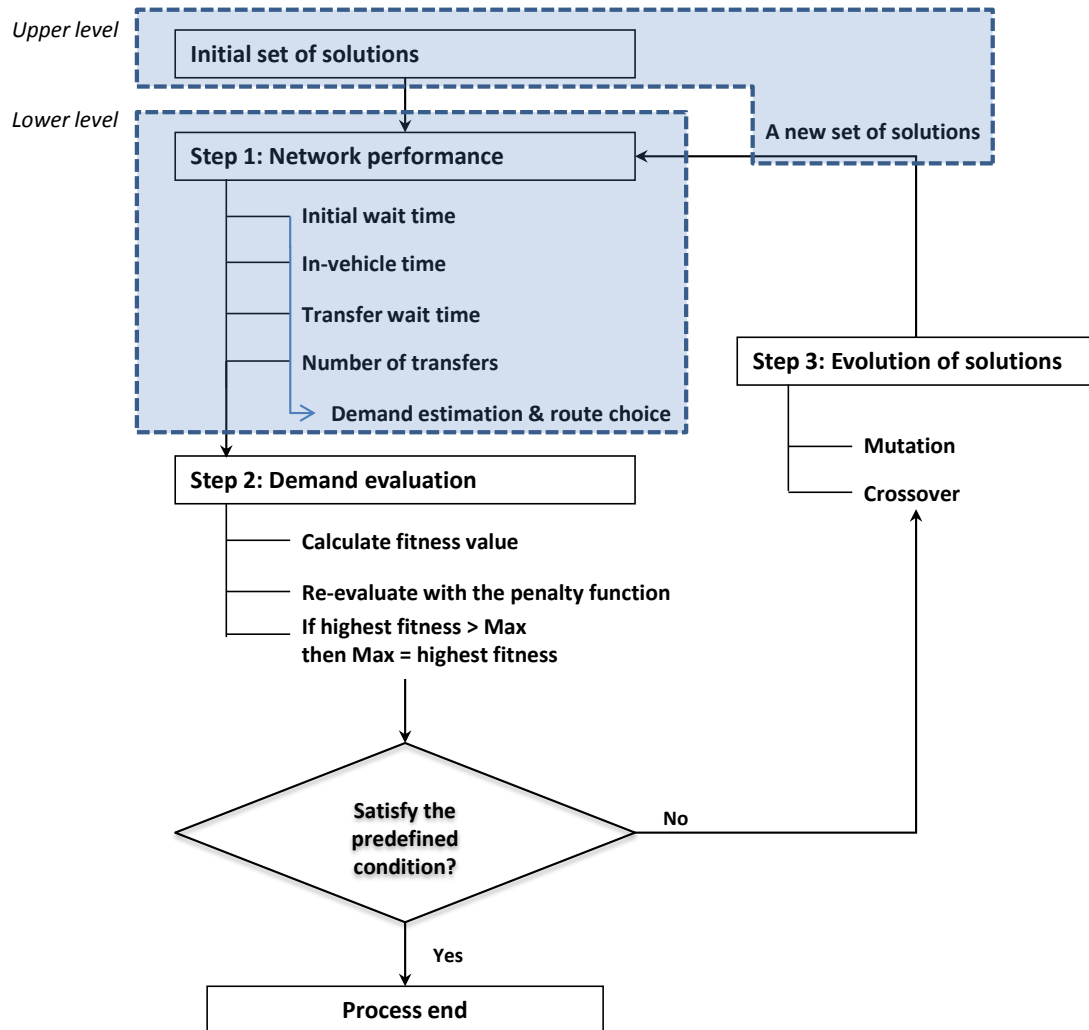 Upper level
Initial set of solutions
Lower level
A new set of solutions
Step 1: Network performance
Initial wait time
In-vehicle time
Transfer wait time
Number of transfers
Demand estimation & route choice
Step 3: Evolution of solutions
Mutation
Crossover
Step 2: Demand evaluation
Calculate fitness value
Re-evaluate with the penalty function
If highest fitness > Max
then Max = highest fitness
Satisfy the
predefined
condition?
No
Yes
Process end